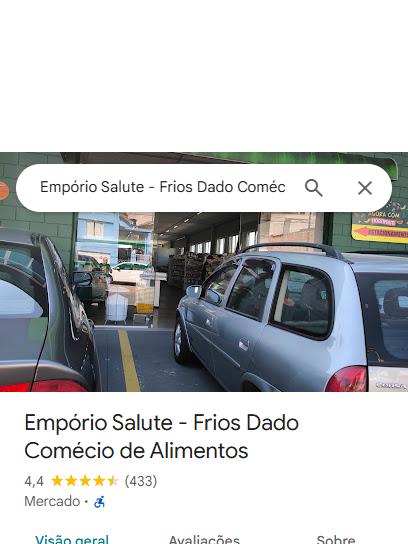 Empório Salute - Frios Dado Coméc
AGORA COM
ESTACIONAMENTO
CORSA
Empório Salute - Frios Dado
Comécio de Alimentos
4,4 (433)
Mercado ·
Visão geral Avaliações Sobre